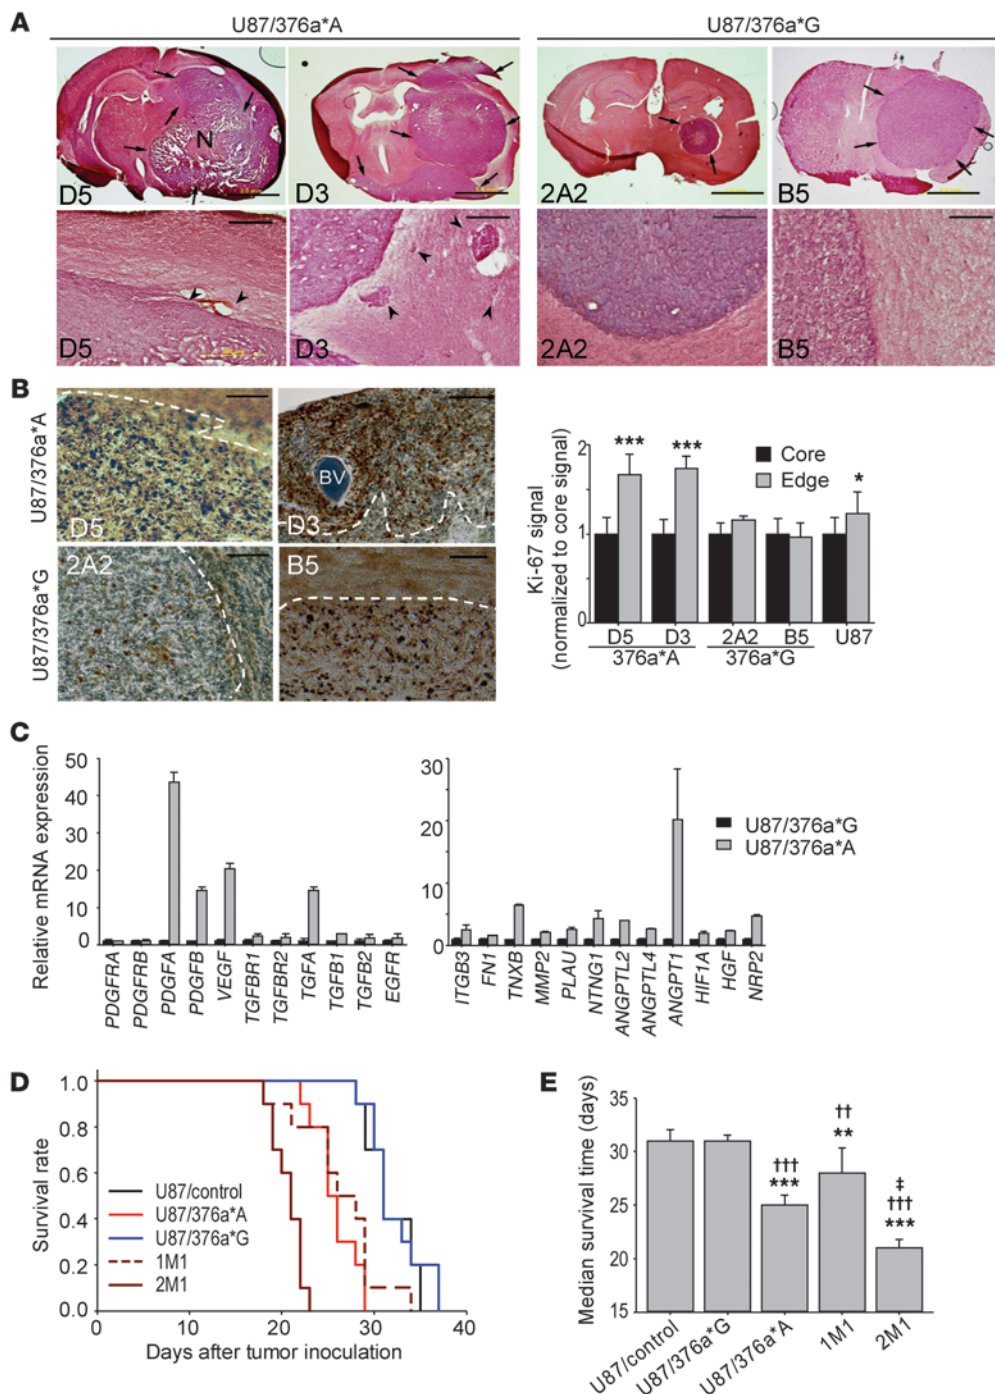 A
U87/376a*A
U87/376a*G
N
D5
D3
2A2
B5
D5
D3
2A2
B5
B
U87/376a*A
U87/376a*G
D5
BV
D3
2A2
B5
Ki-67 signal
(normalized to core signal)
2
1
0
***
***
*
Core
Edge
D5 D3 2A2 B5 U87
376a*A 376a*G
C
Relative mRNA expression
50
40
30
20
10
0
PDGFRA
PDGFRB
PDGFA
PDGFB
VEGF
TGFBR1
TGFBR2
TGFA
TGFB1
TGFB2
EGFR
30
20
10
0
ITGB3
FN1
TNXB
MMP2
PLAU
NTNG1
ANGPTL2
ANGPTL4
ANGPT1
HIF1A
HGF
NRP2
U87/376a*G
U87/376a*A
D
Survival rate
1.0
0.8
0.6
0.4
0.2
0.0
U87/control
U87/376a*A
U87/376a*G
1M1
2M1
0 20 30 40
Days after tumor inoculation
E
Median survival time (days)
35
30
25
20
15
†††
***
††
**
‡
†††
***
U87/control
U87/376a*G
U87/376a*A
1M1
2M1